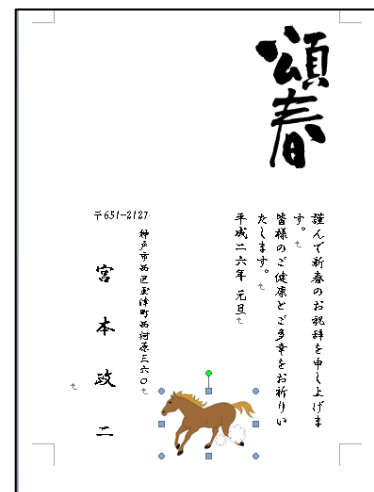 頌春
謹んで新春のお祝辞を申し上げま
す。
皆様のご健康とご多幸をお祈りい
たします。
平成二六年 元旦
〒651-2127
神戸市西区玉津町西河原三六〇
宮本政二